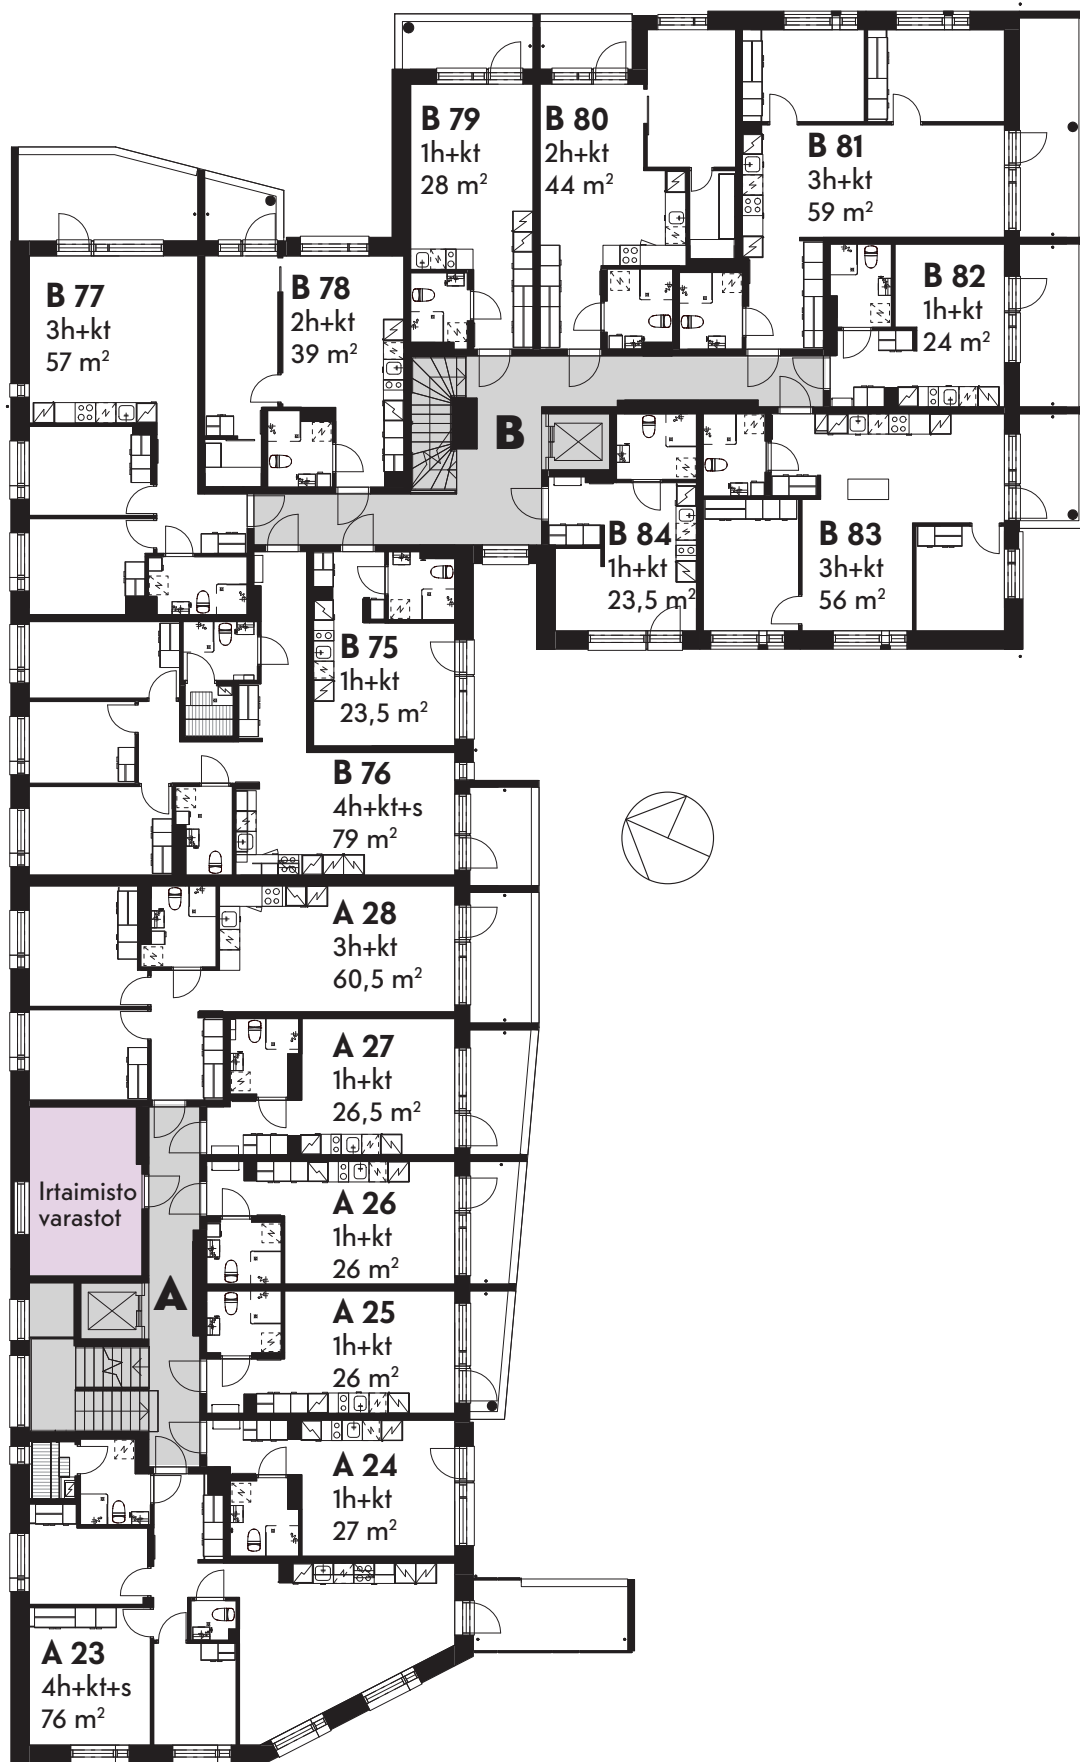 B 79
1h+kt
28 m²
B 80
2h+kt
44 m²
B 81
3h+kt
59 m²
B 77
3h+kt
57 m²
B 78
2h+kt
39 m²
B 82
1h+kt
24 m²
B
B 84
1h+kt
23,5 m²
B 83
3h+kt
56 m²
B 75
1h+kt
23,5 m²
B 76
4h+kt+s
79 m²
A 28
3h+kt
60,5 m²
A 27
1h+kt
26,5 m²
Irtaimisto
varastot
A 26
1h+kt
26 m²
A
A 25
1h+kt
26 m²
A 24
1h+kt
27 m²
A 23
4h+kt+s
76 m²